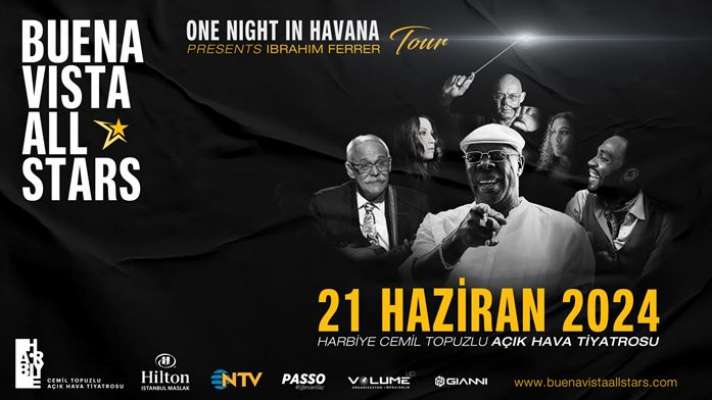 BUENA
VISTA
ALL
STARS
ONE NIGHT IN HAVANA
PRESENTS IBRAHIM FERRER
Tour
21 HAZİRAN 2024
HARBİYE CEMİL TOPUZLU AÇIK HAVA TİYATROSU
HARBİYE
CEMİL TOPUZLU
AÇIK HAVA TİYATROSU
H
Hilton
ISTANBUL MASLAK
NTV
PASSO
VOLUME
GIANNI
www.buenavistaallstars.com